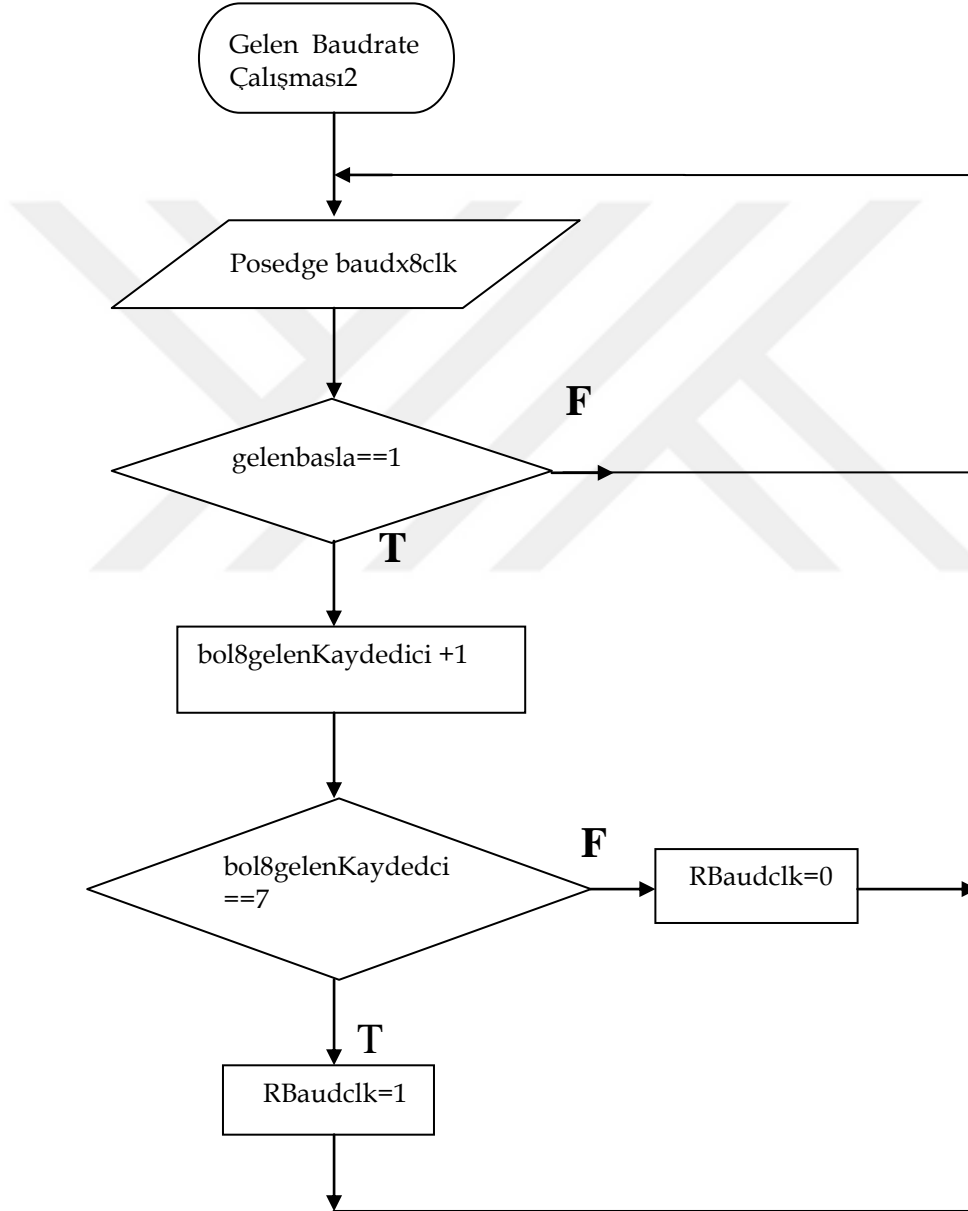 Gelen Baudrate
Çalışması2
Posedge baudx8clk
F
gelenbasla==1
T
bol8gelenKaydedici +1
F
bol8gelenKaydedci
==7
RBaudclk=0
T
RBaudclk=1